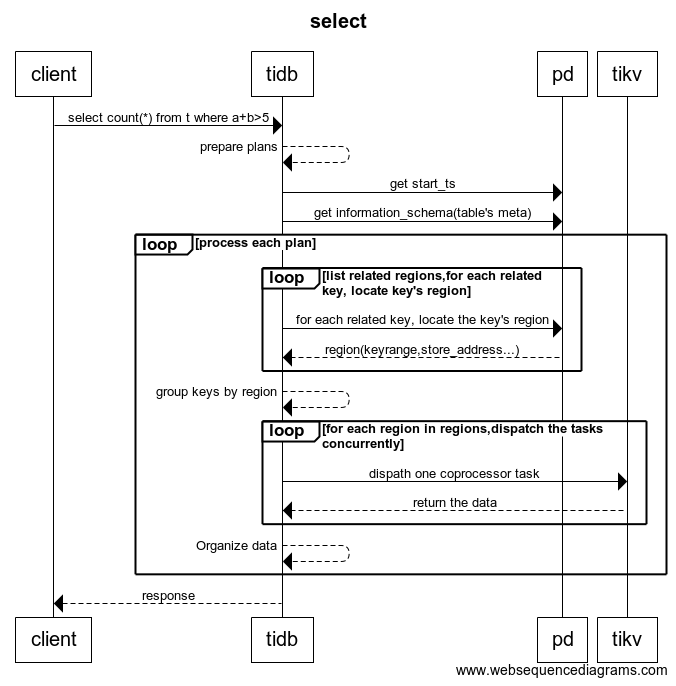 select
client
tidb
pd
tikv
select count(*) from t where a+b>5
prepare plans
get start_ts
get information_schema(table's meta)
loop
[process each plan]
loop
[list related regions,for each related
key, locate key's region]
for each related key, locate the key's region
region(keyrange,store_address...)
group keys by region
loop
[for each region in regions,dispatch the tasks
concurrently]
dispath one coprocessor task
return the data
Organize data
response
client
tidb
pd
tikv
www.websequencediagrams.com